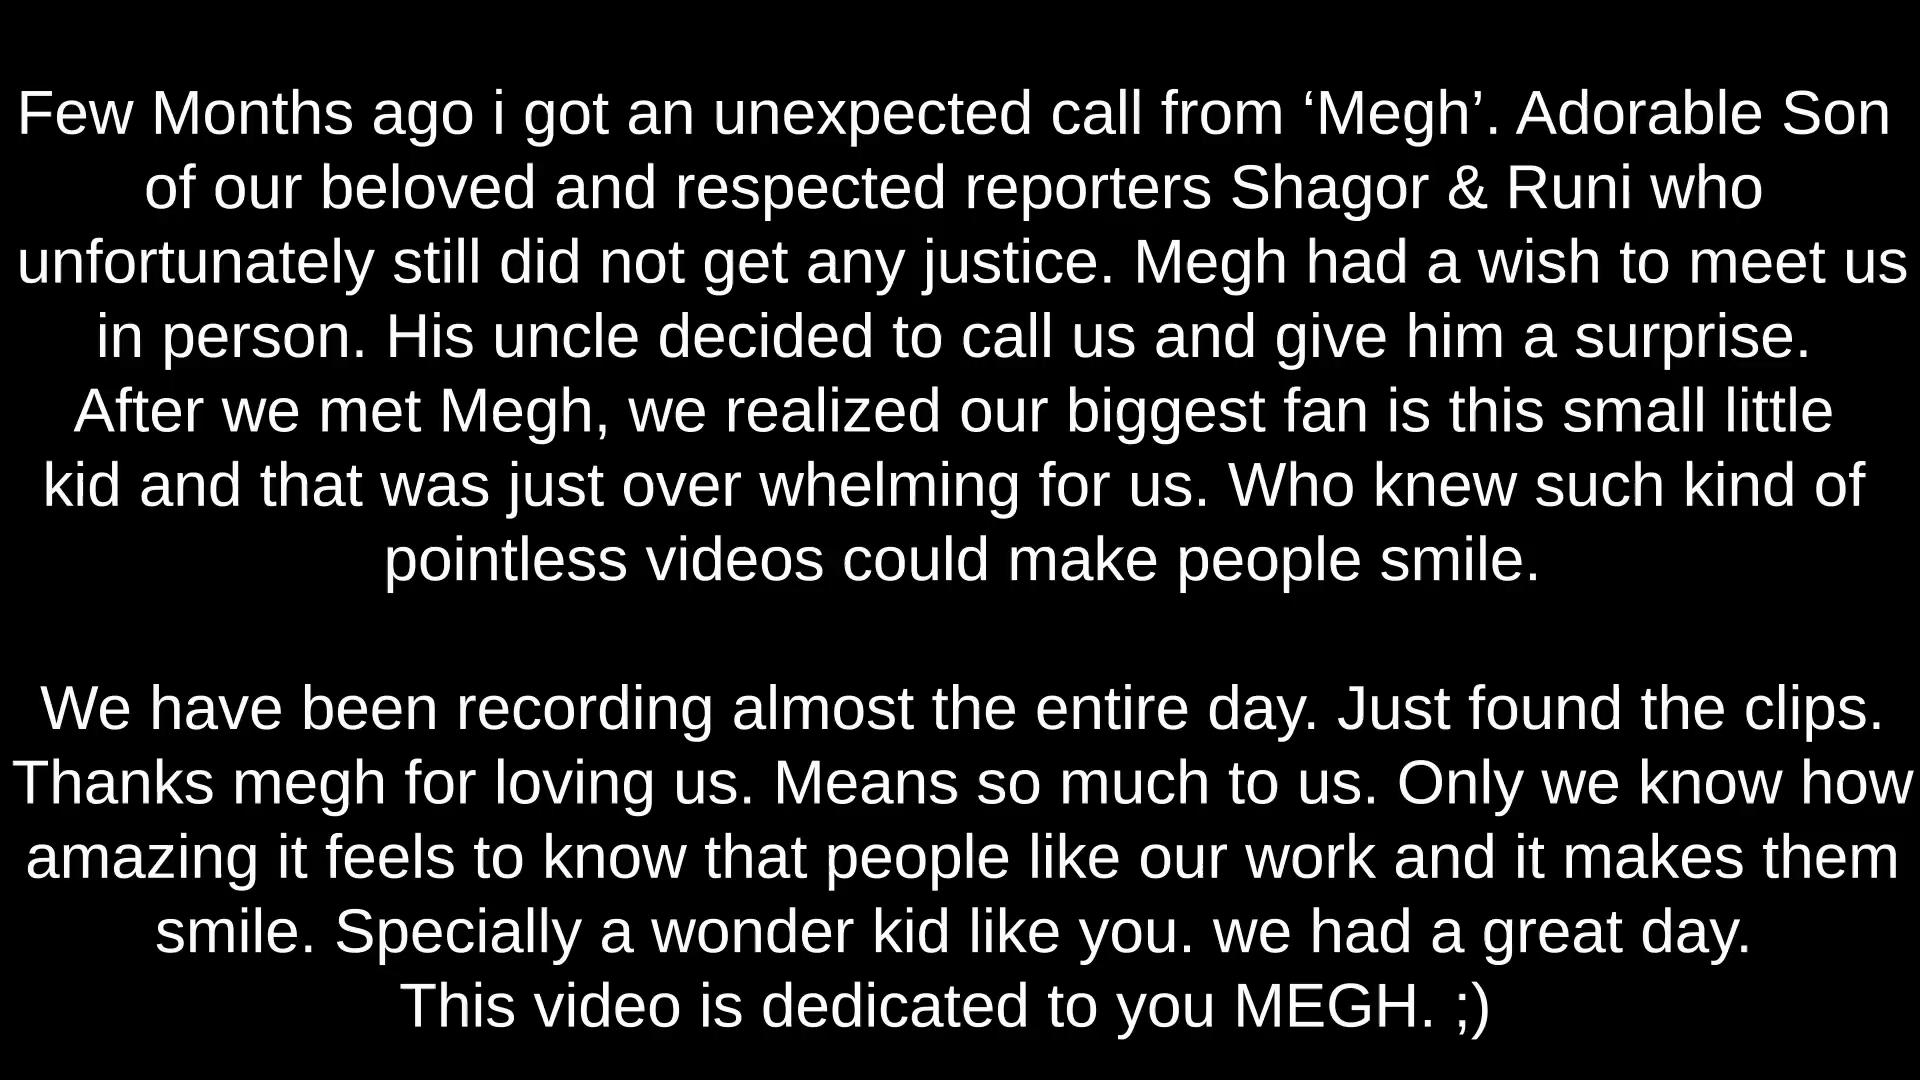 Few Months ago i got an unexpected call from ‘Megh’. Adorable Son
of our beloved and respected reporters Shagor & Runi who
unfortunately still did not get any justice. Megh had a wish to meet us
in person. His uncle decided to call us and give him a surprise.
After we met Megh, we realized our biggest fan is this small little
kid and that was just over whelming for us. Who knew such kind of
pointless videos could make people smile.
We have been recording almost the entire day. Just found the clips.
Thanks megh for loving us. Means so much to us. Only we know how
amazing it feels to know that people like our work and it makes them
smile. Specially a wonder kid like you. we had a great day.
This video is dedicated to you MEGH. ;)